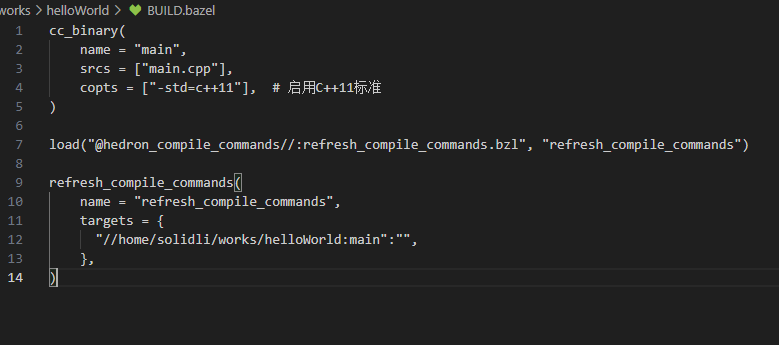 works > helloWorld > BUILD.bazel
1 cc_binary(
2 name = "main",
3 srcs = ["main.cpp"],
4 copts = ["-std=c++11"], # 启用C++11标准
5 )
6
7 load("@hedron_compile_commands//:refresh_compile_commands.bzl", "refresh_compile_commands")
8
9 refresh_compile_commands(
10 name = "refresh_compile_commands",
11 targets = {
12 "//home/solidli/works/helloWorld:main":"",
13 },
14 )